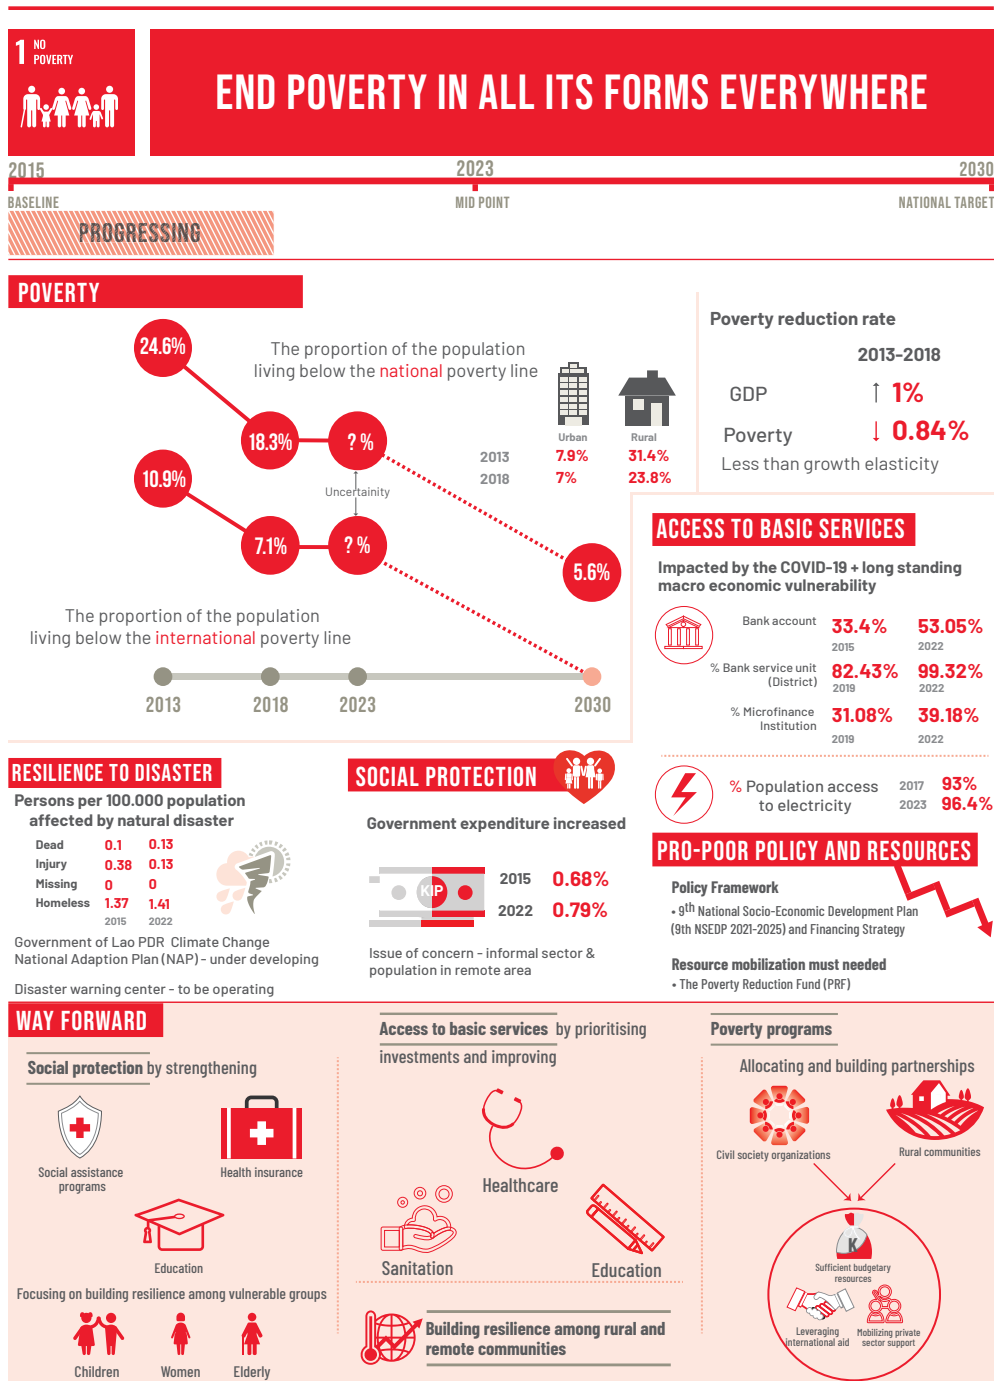 1 NO
POVERTY
END POVERTY IN ALL ITS FORMS EVERYWHERE
2015 2023 2030
BASELINE MID POINT NATIONAL TARGET
PROGRESSING
POVERTY
24.6%
The proportion of the population
living below the national poverty line
18.3% ? %
10.9%
Uncertainity
7.1% ? %
5.6%
Urban Rural
2013 7.9% 31.4%
2018 7% 23.8%
The proportion of the population
living below the international poverty line
2013 2018 2023 2030
Poverty reduction rate
2013-2018
GDP ↑ 1%
Poverty ↓ 0.84%
Less than growth elasticity
ACCESS TO BASIC SERVICES
Impacted by the COVID-19 + long standing
macro economic vulnerability
Bank account 33.4% 53.05%
2015 2022
% Bank service unit 82.43% 99.32%
(District) 2019 2022
% Microfinance 31.08% 39.18%
Institution
2019 2022
% Population access 2017 93%
to electricity 2023 96.4%
RESILIENCE TO DISASTER
Persons per 100.000 population
affected by natural disaster
Dead 0.1 0.13
Injury 0.38 0.13
Missing 0 0
Homeless 1.37 1.41
2015 2022
Government of Lao PDR Climate Change
National Adaption Plan (NAP) - under developing
Disaster warning center - to be operating
SOCIAL PROTECTION
Government expenditure increased
KIP
2015 0.68%
2022 0.79%
Issue of concern - informal sector &
population in remote area
PRO-POOR POLICY AND RESOURCES
Policy Framework
• 9th National Socio-Economic Development Plan
(9th NSEDP 2021-2025) and Financing Strategy
Resource mobilization must needed
• The Poverty Reduction Fund (PRF)
WAY FORWARD
Social protection by strengthening
Social assistance
programs
Health insurance
Education
Focusing on building resilience among vulnerable groups
Children Women Elderly
Access to basic services by prioritising
investments and improving
Healthcare
Sanitation
Education
Building resilience among rural and
remote communities
Poverty programs
Allocating and building partnerships
Civil society organizations
Rural communities
K
Sufficient budgetary
resources
Leveraging
international aid
Mobilizing private
sector support